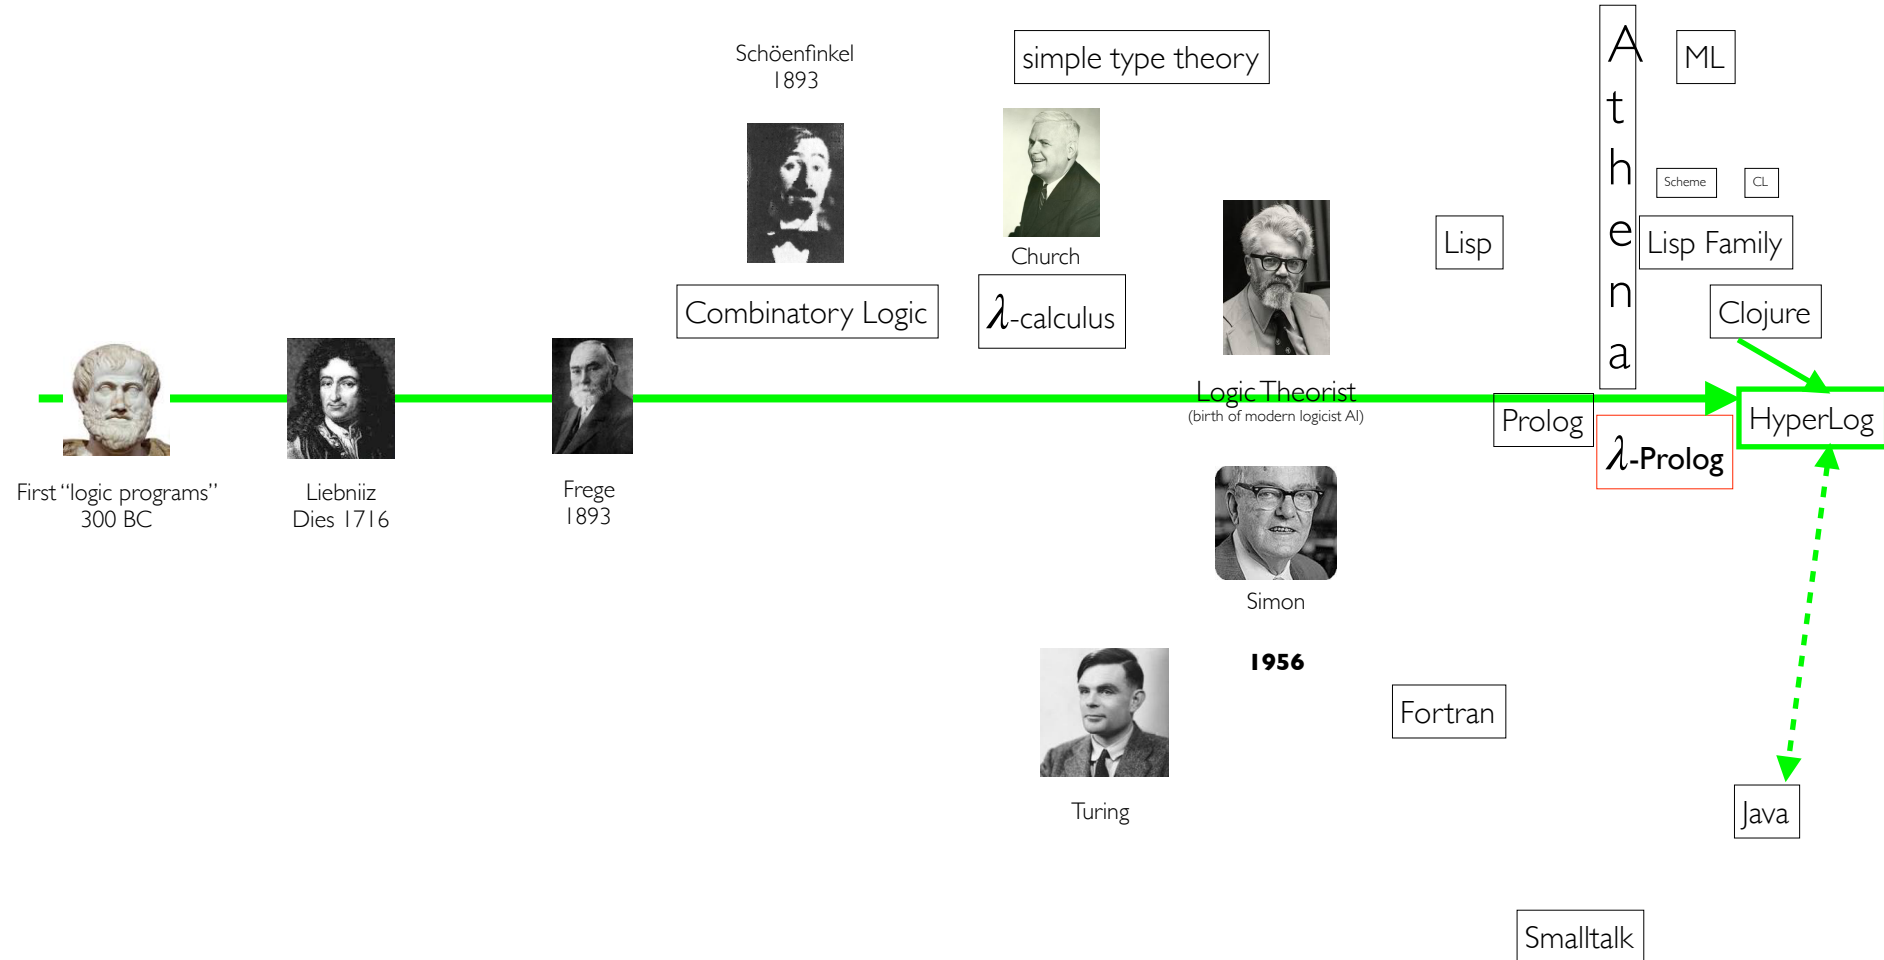 Schöenfinkel
1893
simple type theory
Athena
ML
Scheme
CL
Church
Lisp
Lisp Family
Combinatory Logic
λ-calculus
Clojure
Logic Theorist
(birth of modern logicist AI)
Prolog
HyperLog
λ-Prolog
First “logic programs”
300 BC
Liebniiz
Dies 1716
Frege
1893
Simon
1956
Fortran
Turing
Java
Smalltalk